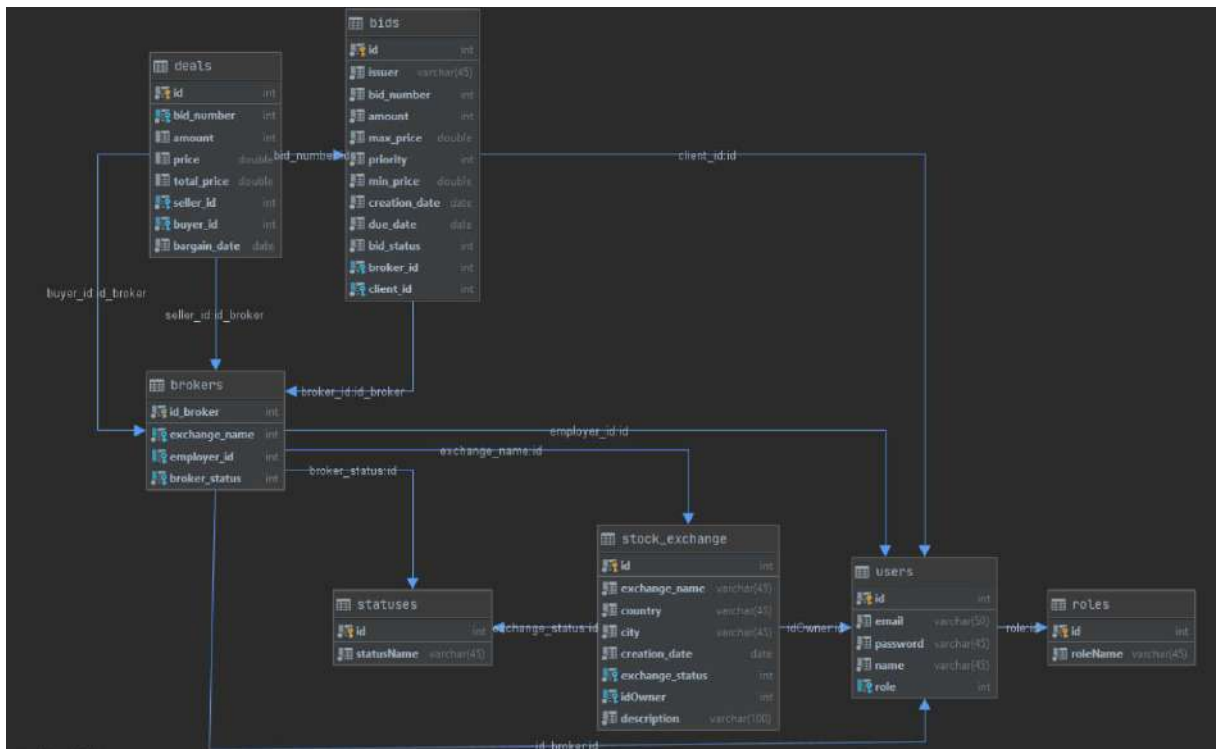 bids
id int
issuer varchar(45)
bid_number int
amount int
max_price double
priority int
min_price double
creation_date date
due_date date
bid_status int
broker_id int
client_id int
deals
id int
bid_number int
amount int
price double
total_price double
seller_id int
buyer_id int
bargain_date date
bid_number:id
client_id:id
buyer_id:id_broker
seller_id:id_broker
broker_id:id_broker
brokers
id_broker int
exchange_name int
employer_id int
broker_status int
employer_id:id
exchange_name:id
broker_status:id
stock_exchange
id int
exchange_name varchar(45)
country varchar(45)
city varchar(45)
creation_date date
exchange_status int
idOwner int
description varchar(100)
statuses
id int
statusName varchar(45)
exchange_status:id
idOwner:id
users
id int
email varchar(50)
password varchar(45)
name varchar(45)
role int
role:id
roles
id int
roleName varchar(45)
id_broker:id